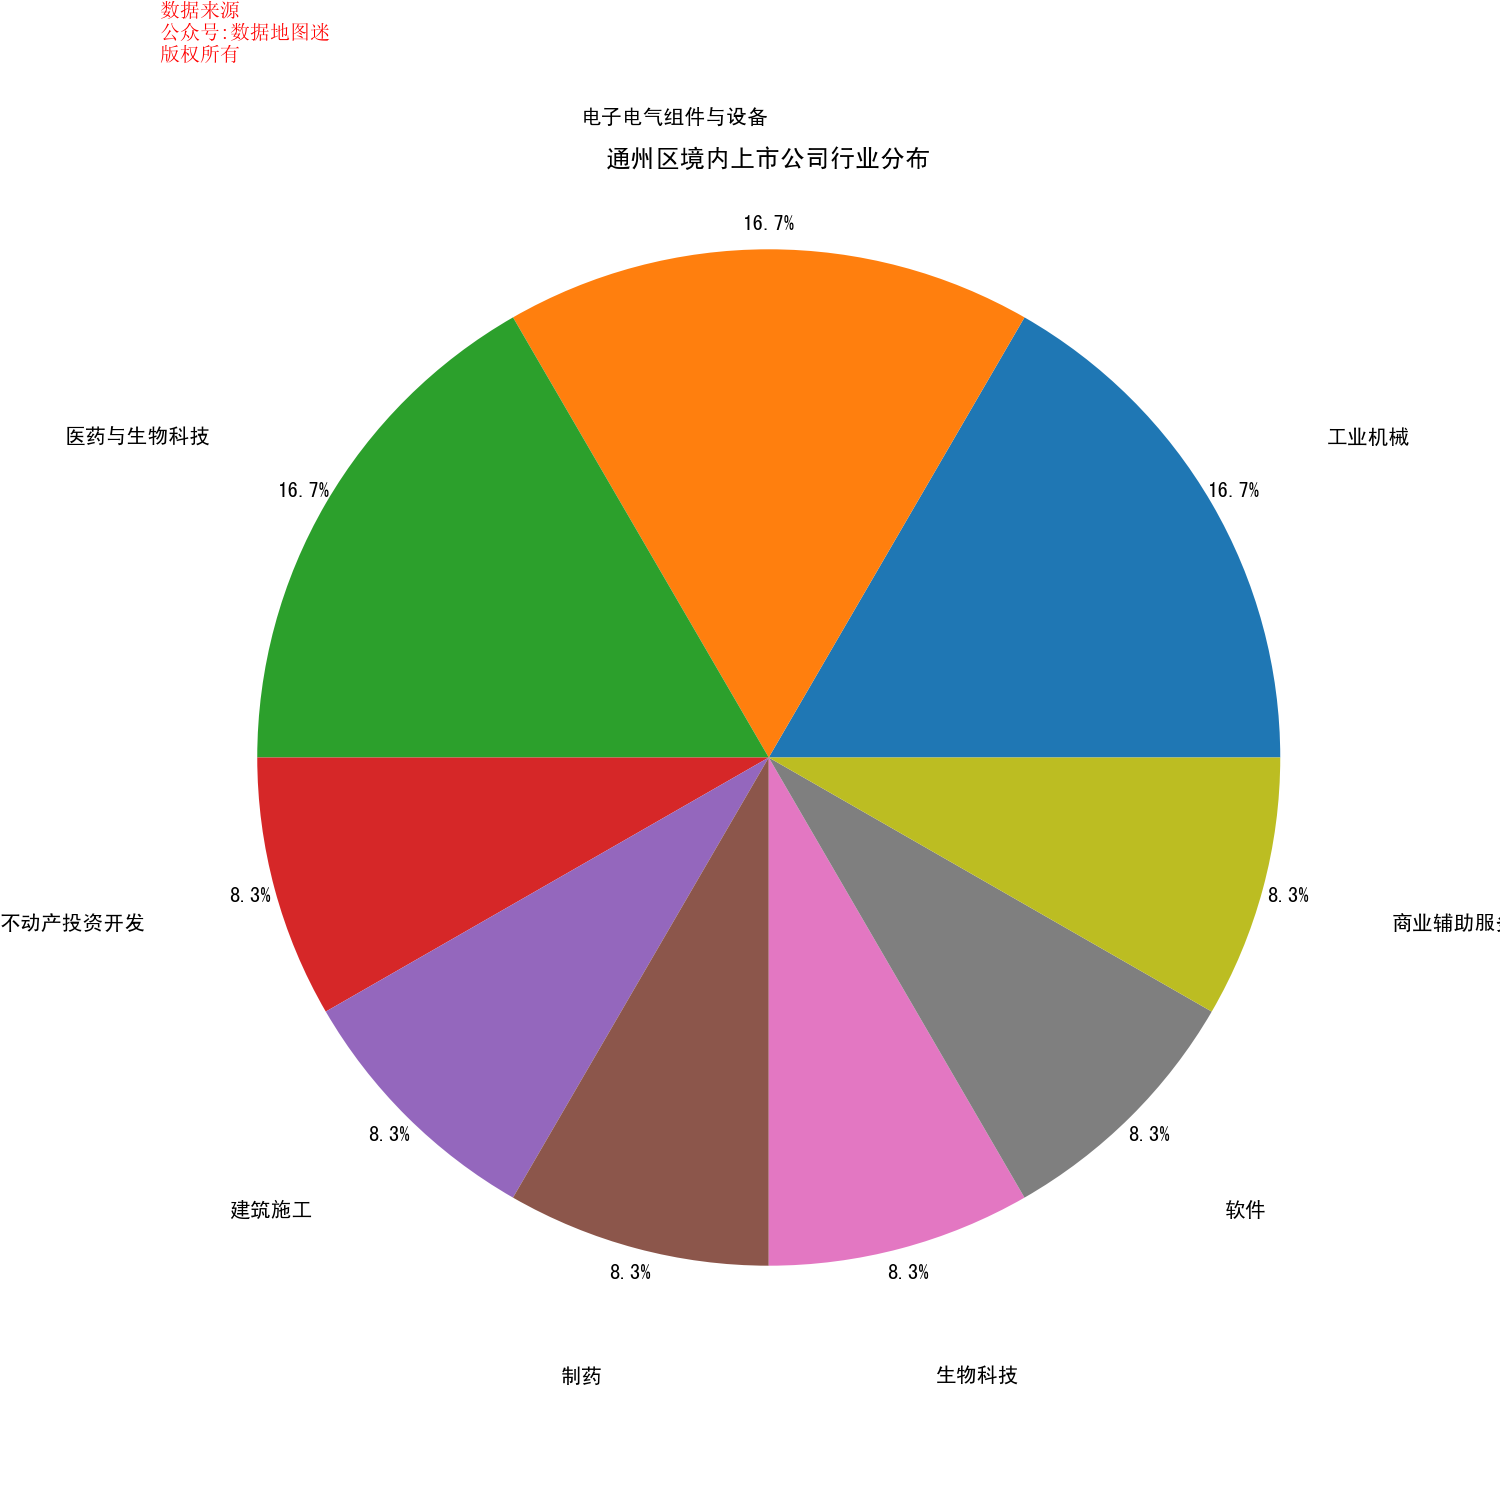 数据来源
公众号:数据地图迷
版权所有
电子电气组件与设备
通州区境内上市公司行业分布
16.7%
医药与生物科技
工业机械
16.7%
16.7%
8.3%
8.3%
不动产投资开发
商业辅助服
8.3%
8.3%
建筑施工
软件
8.3%
8.3%
制药
生物科技